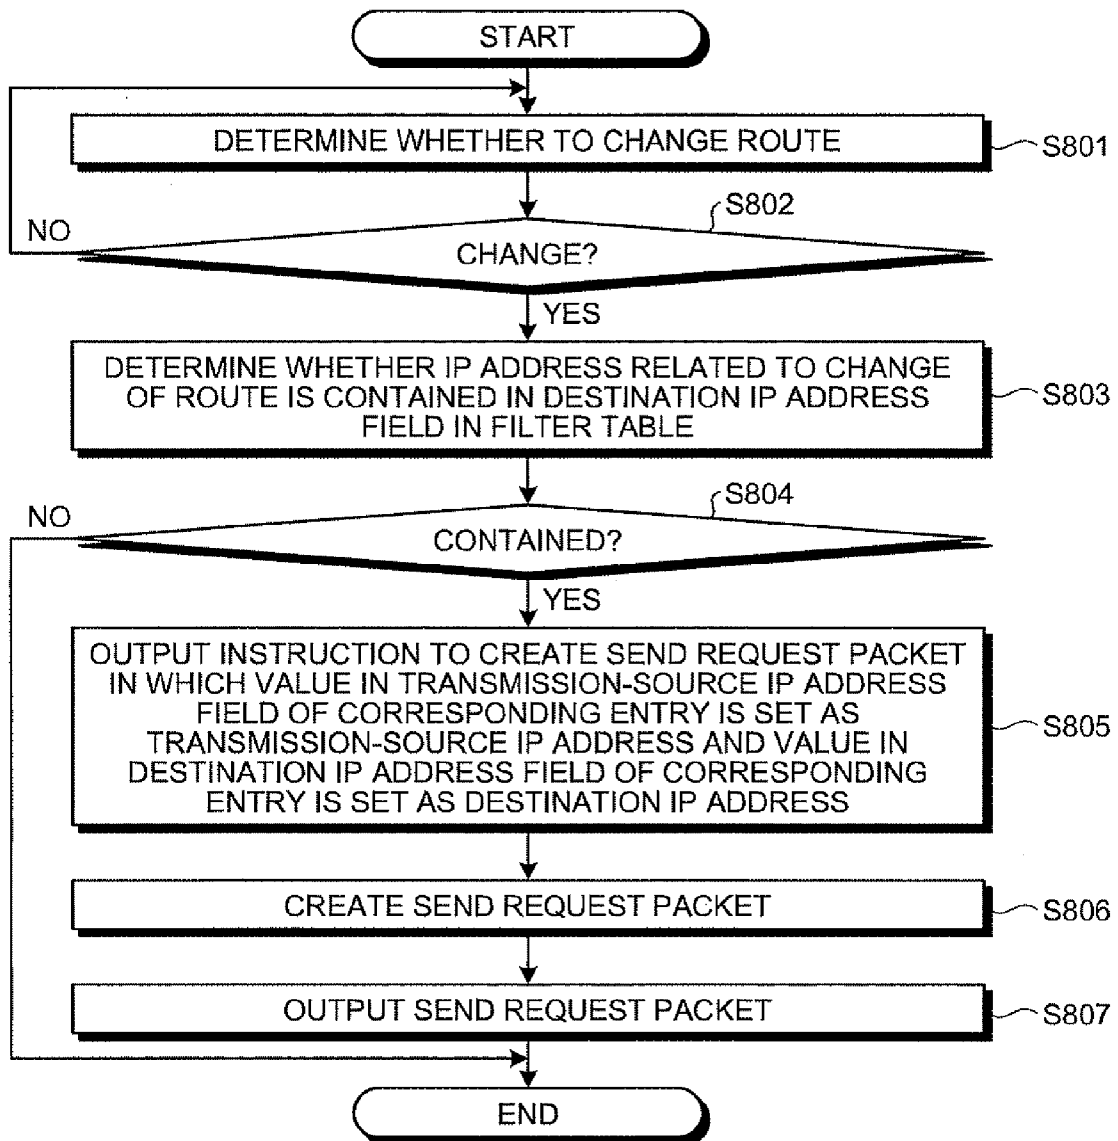 START
DETERMINE WHETHER TO CHANGE ROUTE
S801
S802
NO
CHANGE?
YES
DETERMINE WHETHER IP ADDRESS RELATED TO CHANGE
OF ROUTE IS CONTAINED IN DESTINATION IP ADDRESS
FIELD IN FILTER TABLE
S803
S804
NO
CONTAINED?
YES
OUTPUT INSTRUCTION TO CREATE SEND REQUEST PACKET
IN WHICH VALUE IN TRANSMISSION-SOURCE IP ADDRESS
FIELD OF CORRESPONDING ENTRY IS SET AS
TRANSMISSION-SOURCE IP ADDRESS AND VALUE IN
DESTINATION IP ADDRESS FIELD OF CORRESPONDING
ENTRY IS SET AS DESTINATION IP ADDRESS
S805
CREATE SEND REQUEST PACKET
S806
OUTPUT SEND REQUEST PACKET
S807
END